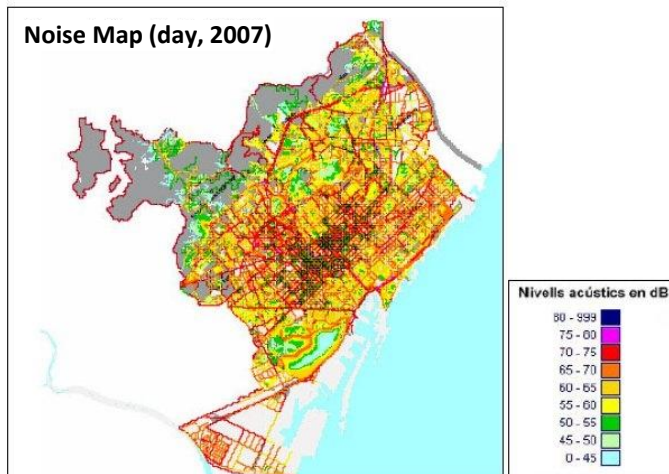 Noise Map (day, 2007)
Nivells acústics en dB
80 - 999
75 - 80
70 - 75
65 - 70
60 - 65
55 - 60
50 - 55
45 - 50
0 - 45